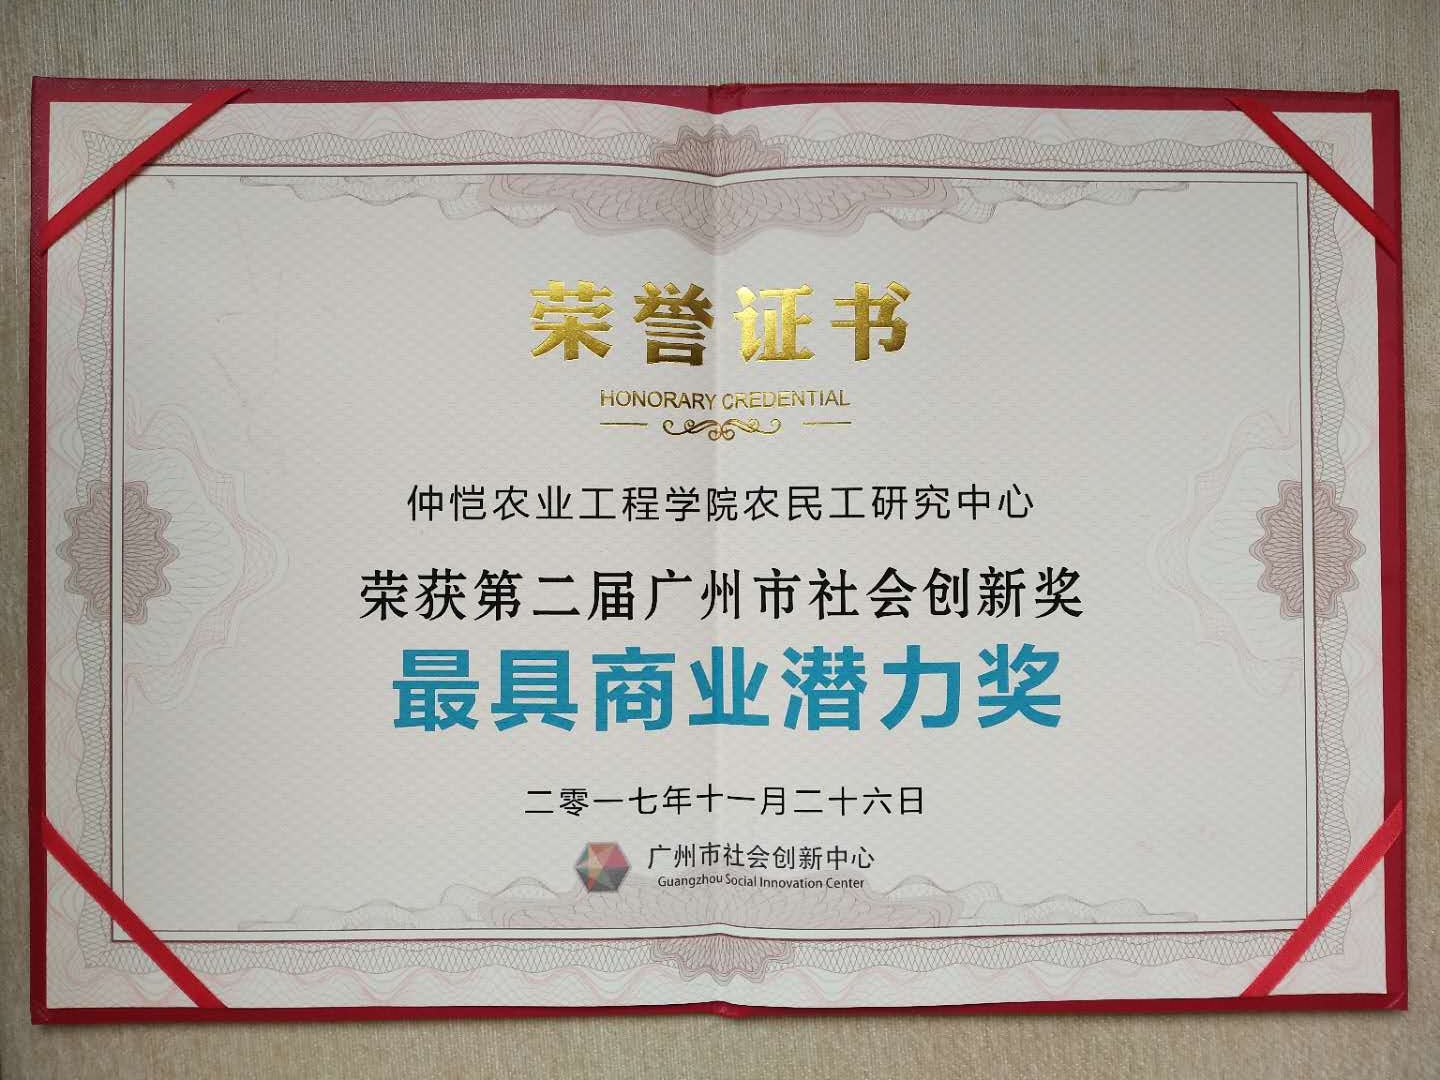 荣誉证书
HONORARY CREDENTIAL
仲恺农业工程学院农民工研究中心
荣获第二届广州市社会创新奖
最具商业潜力奖
二零一七年十一月二十六日
广州市社会创新中心
Guangzhou Social Innovation Center